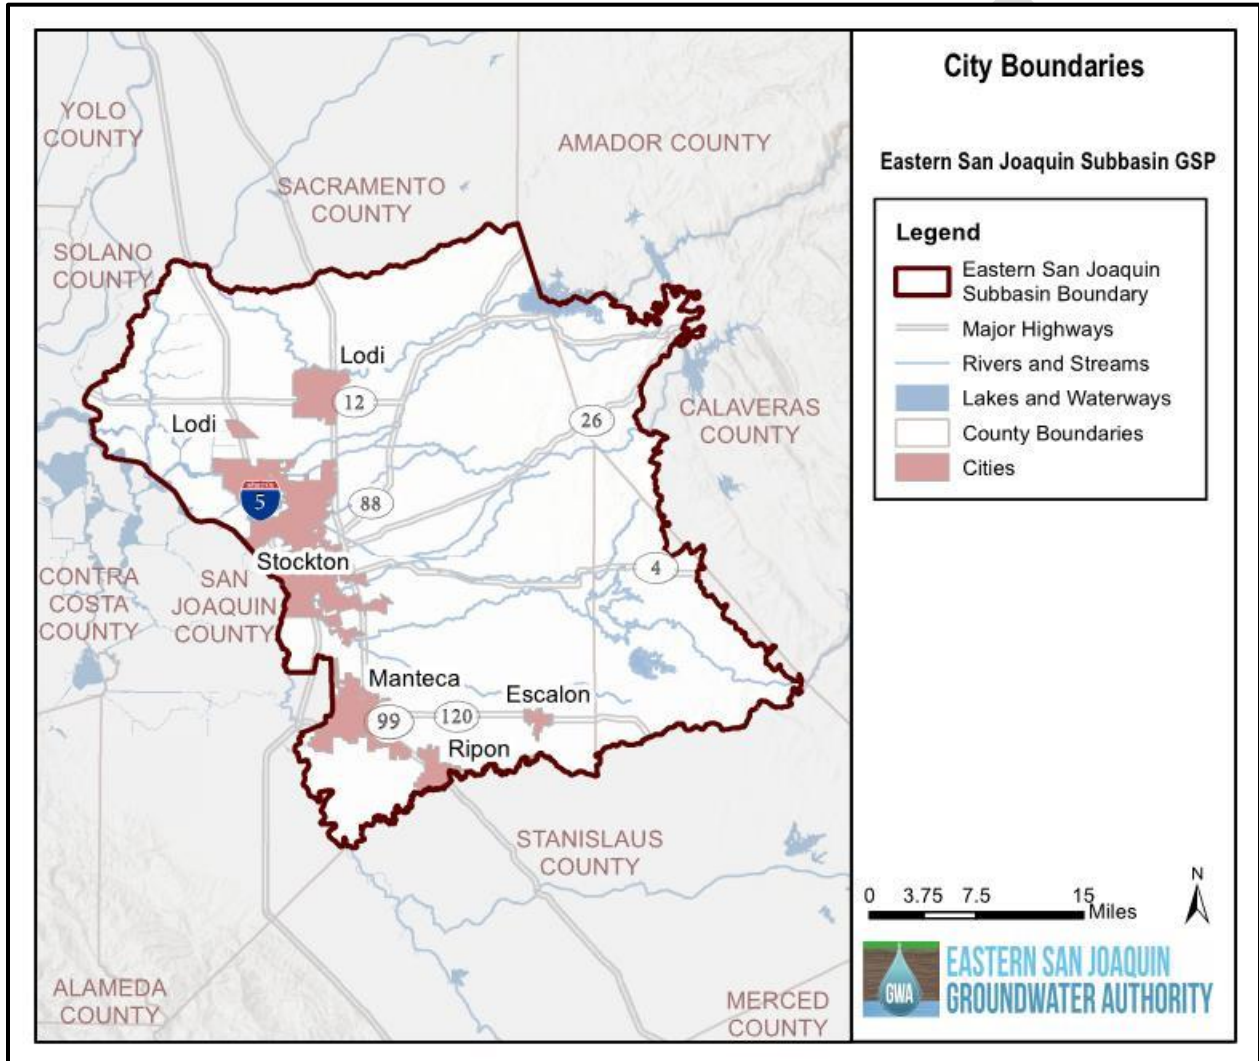 YOLO
COUNTY
AMADOR COUNTY
SACRAMENTO
COUNTY
SOLANO
COUNTY
Lodi
12
Lodi
26
CALAVERAS
COUNTY
5
88
Stockton
4
CONTRA
COSTA
COUNTY
SAN
JOAQUIN
COUNTY
Manteca
Escalon
99
120
Ripon
STANISLAUS
COUNTY
ALAMEDA
COUNTY
MERCED
COUNTY
City Boundaries
Eastern San Joaquin Subbasin GSP
Legend
Eastern San Joaquin
Subbasin Boundary
Major Highways
Rivers and Streams
Lakes and Waterways
County Boundaries
Cities
N
0 3.75 7.5 15
Miles
GWA
EASTERN SAN JOAQUIN
GROUNDWATER AUTHORITY